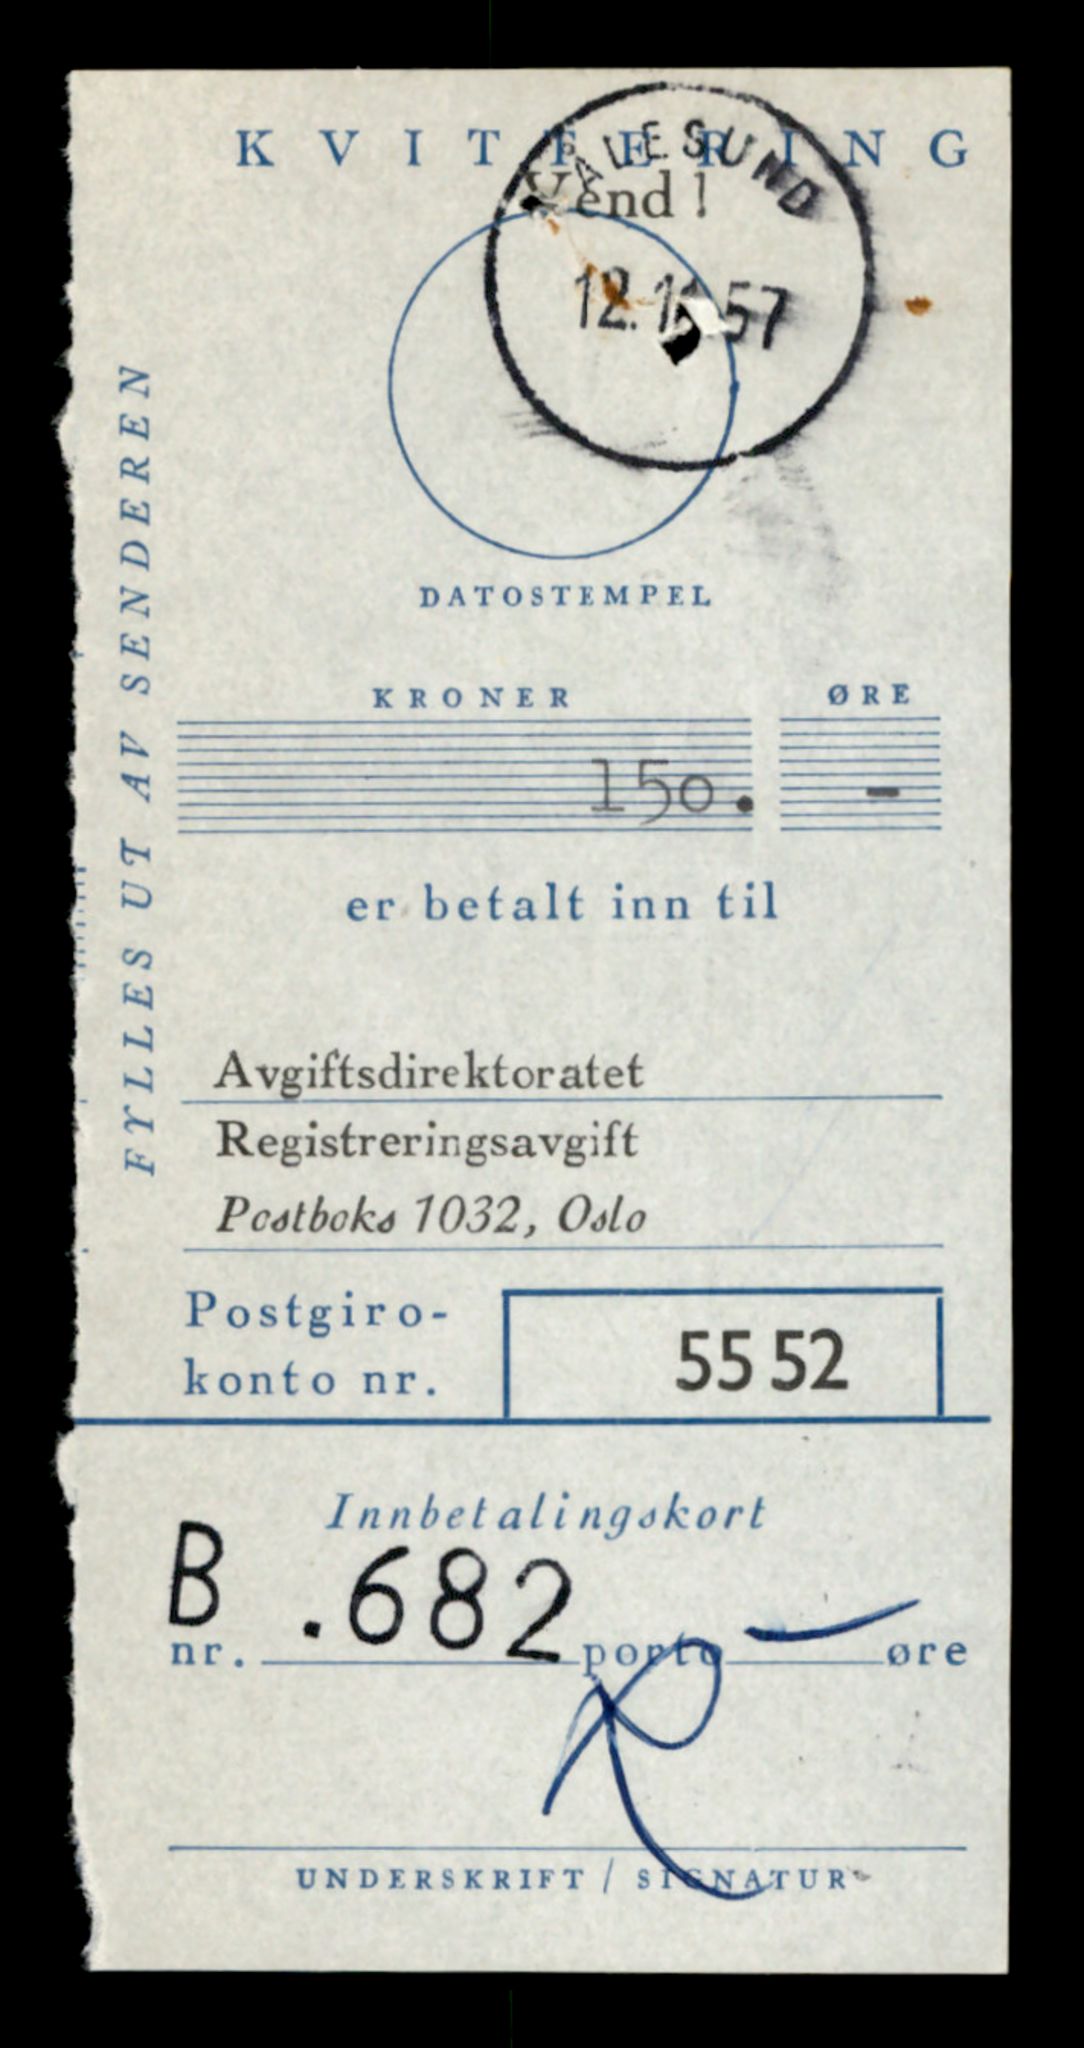 KVITTERING
ÅLESUND
Vend!
12. 57
DATOSTEMPEL
FYLLES UT AV SENDEREN
KRONER ØRE
150. -
er betalt inn til
Avgiftsdirektoratet
Registreringsavgift
Postboks 1032, Oslo
Postgiro-
konto nr. 5552
Innbetalingskort
B .682
nr. porto — øre
UNDERSKRIFT / SIGNATUR